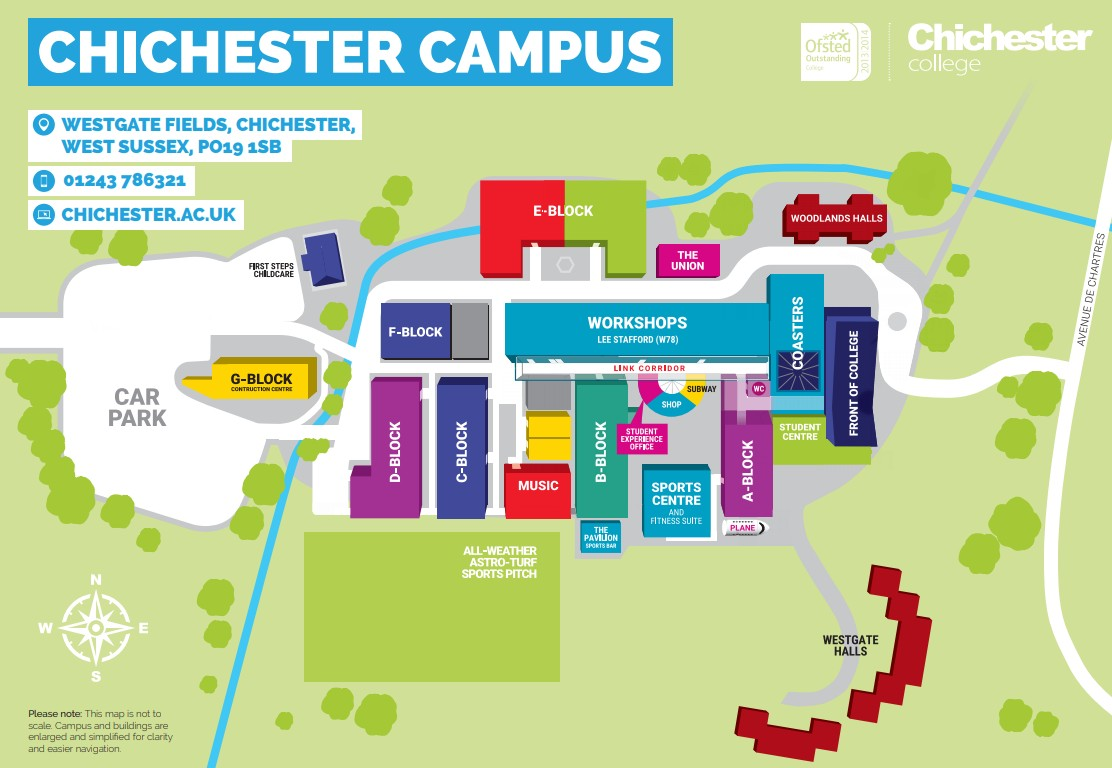 CHICHESTER CAMPUS
Ofsted
Outstanding
College
2013|2014
Chichester
college
WESTGATE FIELDS, CHICHESTER,
WEST SUSSEX, PO19 1SB
01243 786321
CHICHESTER.AC.UK
E-BLOCK
WOODLANDS HALLS
THE
UNION
FIRST STEPS
CHILDCARE
AVENUE DE CHARTRES
F-BLOCK
WORKSHOPS
LEE STAFFORD (W78)
COASTERS
FRONT OF COLLEGE
LINK CORRIDOR
G-BLOCK
CONTRUCTION CENTRE
CAR
PARK
SUBWAY
WC
SHOP
STUDENT
EXPERIENCE
OFFICE
STUDENT
CENTRE
D-BLOCK
C-BLOCK
B-BLOCK
A-BLOCK
MUSIC
SPORTS
CENTRE
AND
FITNESS SUITE
THE
PAVILION
SPORTS BAR
PLANE
ALL-WEATHER
ASTRO-TURF
SPORTS PITCH
N
W E
S
WESTGATE
HALLS
Please note: This map is not to
scale. Campus and buildings are
enlarged and simplified for clarity
and easier navigation.